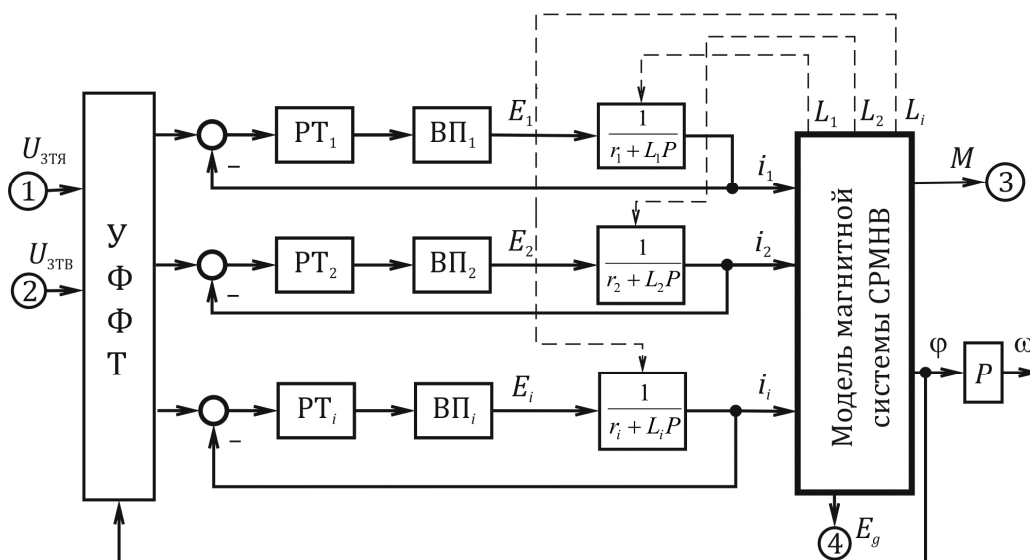 L₁ L₂ Lᵢ
U_ЗТЯ
1
U_ЗТВ
2
УФФТ
–
РТ₁
ВП₁
E₁
1
r₁ + L₁P
i₁
–
РТ₂
ВП₂
E₂
1
r₂ + L₂P
i₂
–
РТᵢ
ВПᵢ
Eᵢ
1
rᵢ + LᵢP
iᵢ
Модель магнитной
системы СРМНВ
M
3
φ
P
ω
4
E_g